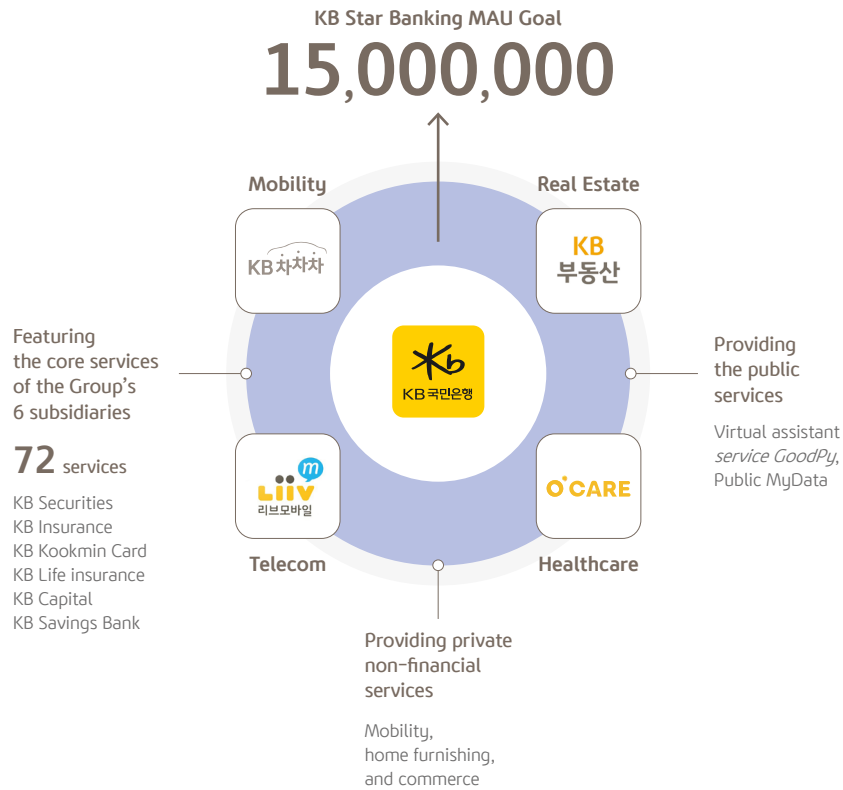 KB Star Banking MAU Goal
15,000,000
Mobility
KB차차차
Real Estate
KB
부동산
Featuring
the core services
of the Group's
6 subsidiaries
72 services
KB Securities
KB Insurance
KB Kookmin Card
KB Life insurance
KB Capital
KB Savings Bank
Kb
KB국민은행
Providing
the public
services
Virtual assistant
service GoodPy,
Public MyData
m
Liiv
리브모바일
Telecom
O'CARE
Healthcare
Providing private
non-financial
services
Mobility,
home furnishing,
and commerce